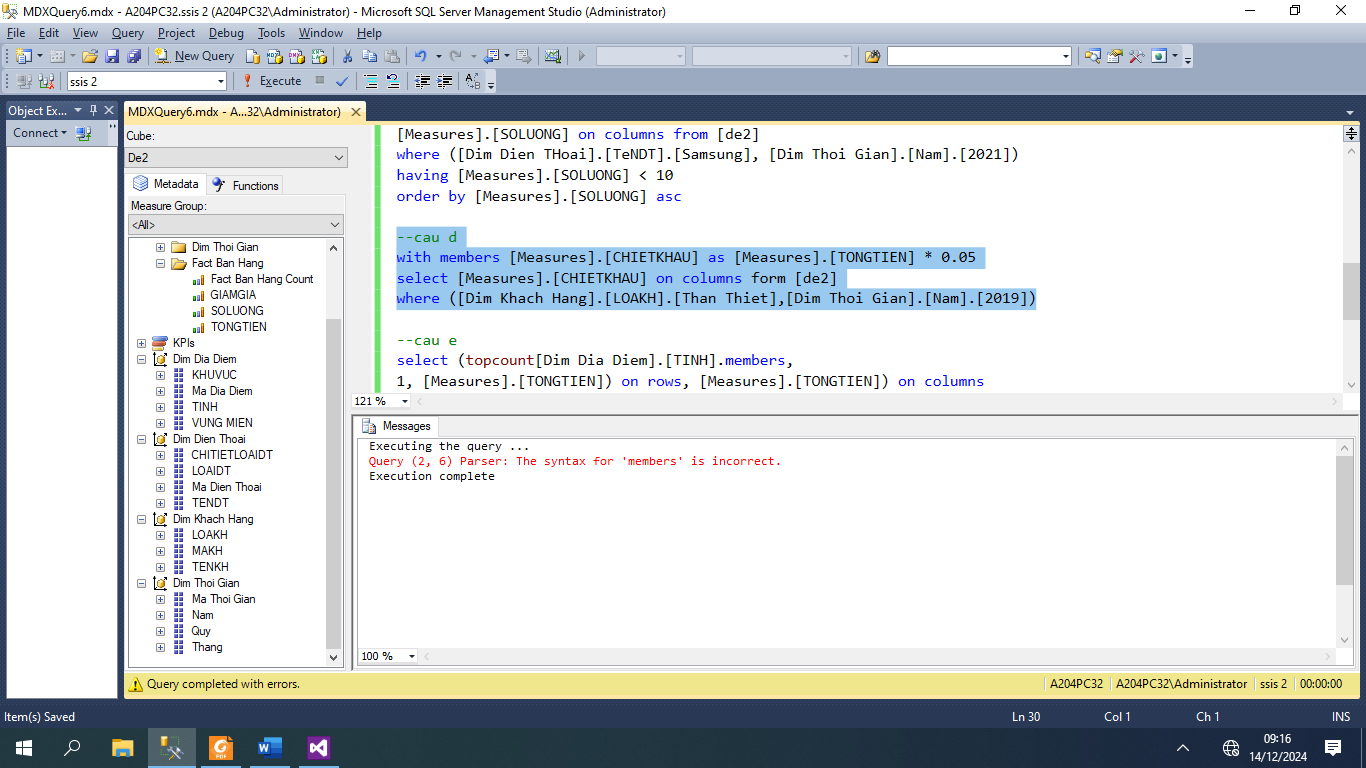 MDXQuery6.mdx - A204PC32.ssis 2 (A204PC32\Administrator) - Microsoft SQL Server Management Studio (Administrator)
File Edit View Query Project Debug Tools Window Help
New Query
ssis 2
Execute
Object Ex...
MDXQuery6.mdx - A...32\Administrator)
Connect
Cube:
De2
Metadata
Functions
Measure Group:
<All>
Dim Thoi Gian
Fact Ban Hang
Fact Ban Hang Count
GIAMGIA
SOLUONG
TONGTIEN
KPIs
Dim Dia Diem
KHUVUC
Ma Dia Diem
TINH
VUNG MIEN
Dim Dien Thoai
CHITIETLOAIDT
LOAIDT
Ma Dien Thoai
TENDT
Dim Khach Hang
LOAKH
MAKH
TENKH
Dim Thoi Gian
Ma Thoi Gian
Nam
Quy
Thang
[Measures].[SOLUONG] on columns from [de2]
where ([Dim Dien THoai].[TeNDT].[Samsung], [Dim Thoi Gian].[Nam].[2021])
having [Measures].[SOLUONG] < 10
order by [Measures].[SOLUONG] asc
--cau d
with members [Measures].[CHIETKHAU] as [Measures].[TONGTIEN] * 0.05
select [Measures].[CHIETKHAU] on columns form [de2]
where ([Dim Khach Hang].[LOAKH].[Than Thiet],[Dim Thoi Gian].[Nam].[2019])
--cau e
select (topcount[Dim Dia Diem].[TINH].members,
1, [Measures].[TONGTIEN]) on rows, [Measures].[TONGTIEN]) on columns
121 %
Messages
Executing the query ...
Query (2, 6) Parser: The syntax for 'members' is incorrect.
Execution complete
100 %
Query completed with errors.
A204PC32
A204PC32\Administrator
ssis 2
00:00:00
Item(s) Saved
Ln 30
Col 1
Ch 1
INS
09:16
14/12/2024